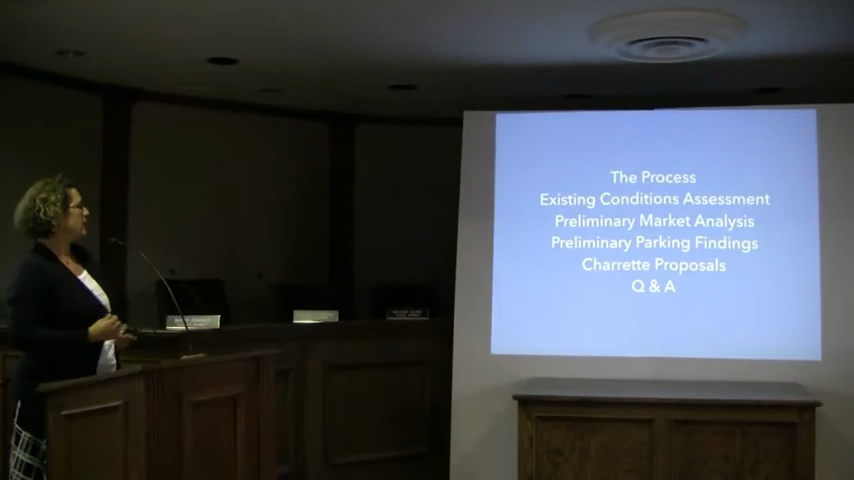 The Process
Existing Conditions Assessment
Preliminary Market Analysis
Preliminary Parking Findings
Charrette Proposals
Q & A